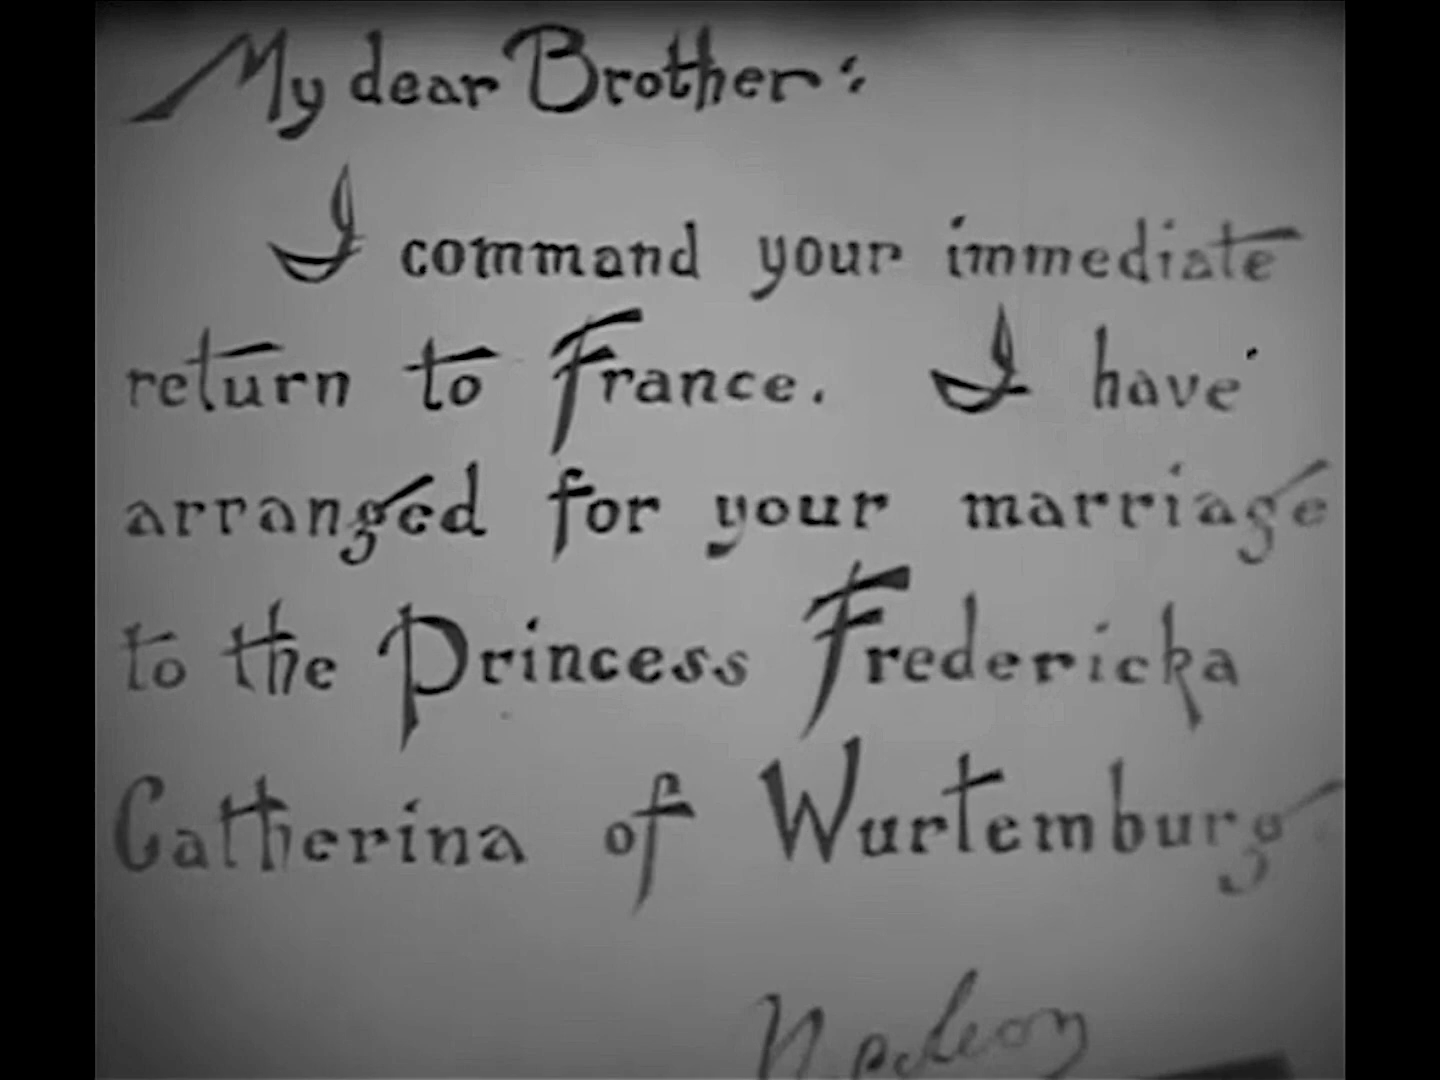 My dear Brother:
I command your immediate
return to France. I have
arranged for your marriage
to the Princess Fredericka
Catherina of Wurtemburg
Napoleon